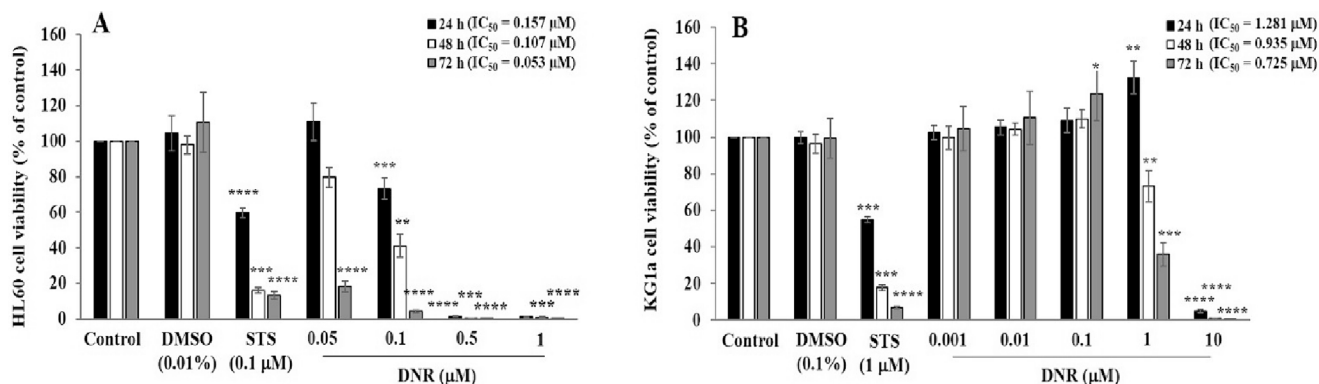 A
24 h (IC50 = 0.157 μM)
48 h (IC50 = 0.107 μM)
72 h (IC50 = 0.053 μM)
HL60 cell viability (% of control)
160
140
120
100
80
60
40
20
0
****
***
****
****
***
**
****
****
***
****
***
****
Control
DMSO
(0.01%)
STS
(0.1 μM)
0.05
0.1
0.5
1
DNR (μM)
B
24 h (IC50 = 1.281 μM)
48 h (IC50 = 0.935 μM)
72 h (IC50 = 0.725 μM)
KG1a cell viability (% of control)
160
140
120
100
80
60
40
20
0
***
***
****
*
**
**
***
****
****
****
Control
DMSO
(0.1%)
STS
(1 μM)
0.001
0.01
0.1
1
10
DNR (μM)